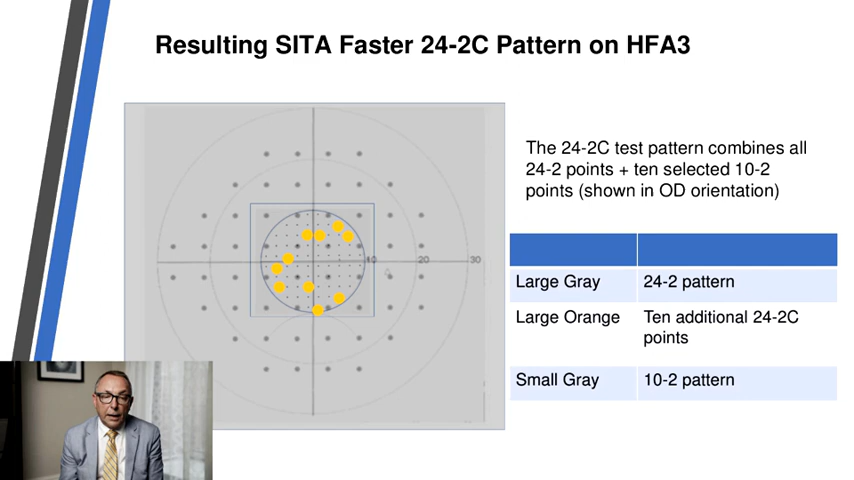 Resulting SITA Faster 24-2C Pattern on HFA3
The 24-2C test pattern combines all
24-2 points + ten selected 10-2
points (shown in OD orientation)
10 20 30
Large Gray 24-2 pattern
Large Orange Ten additional 24-2C
points
Small Gray 10-2 pattern